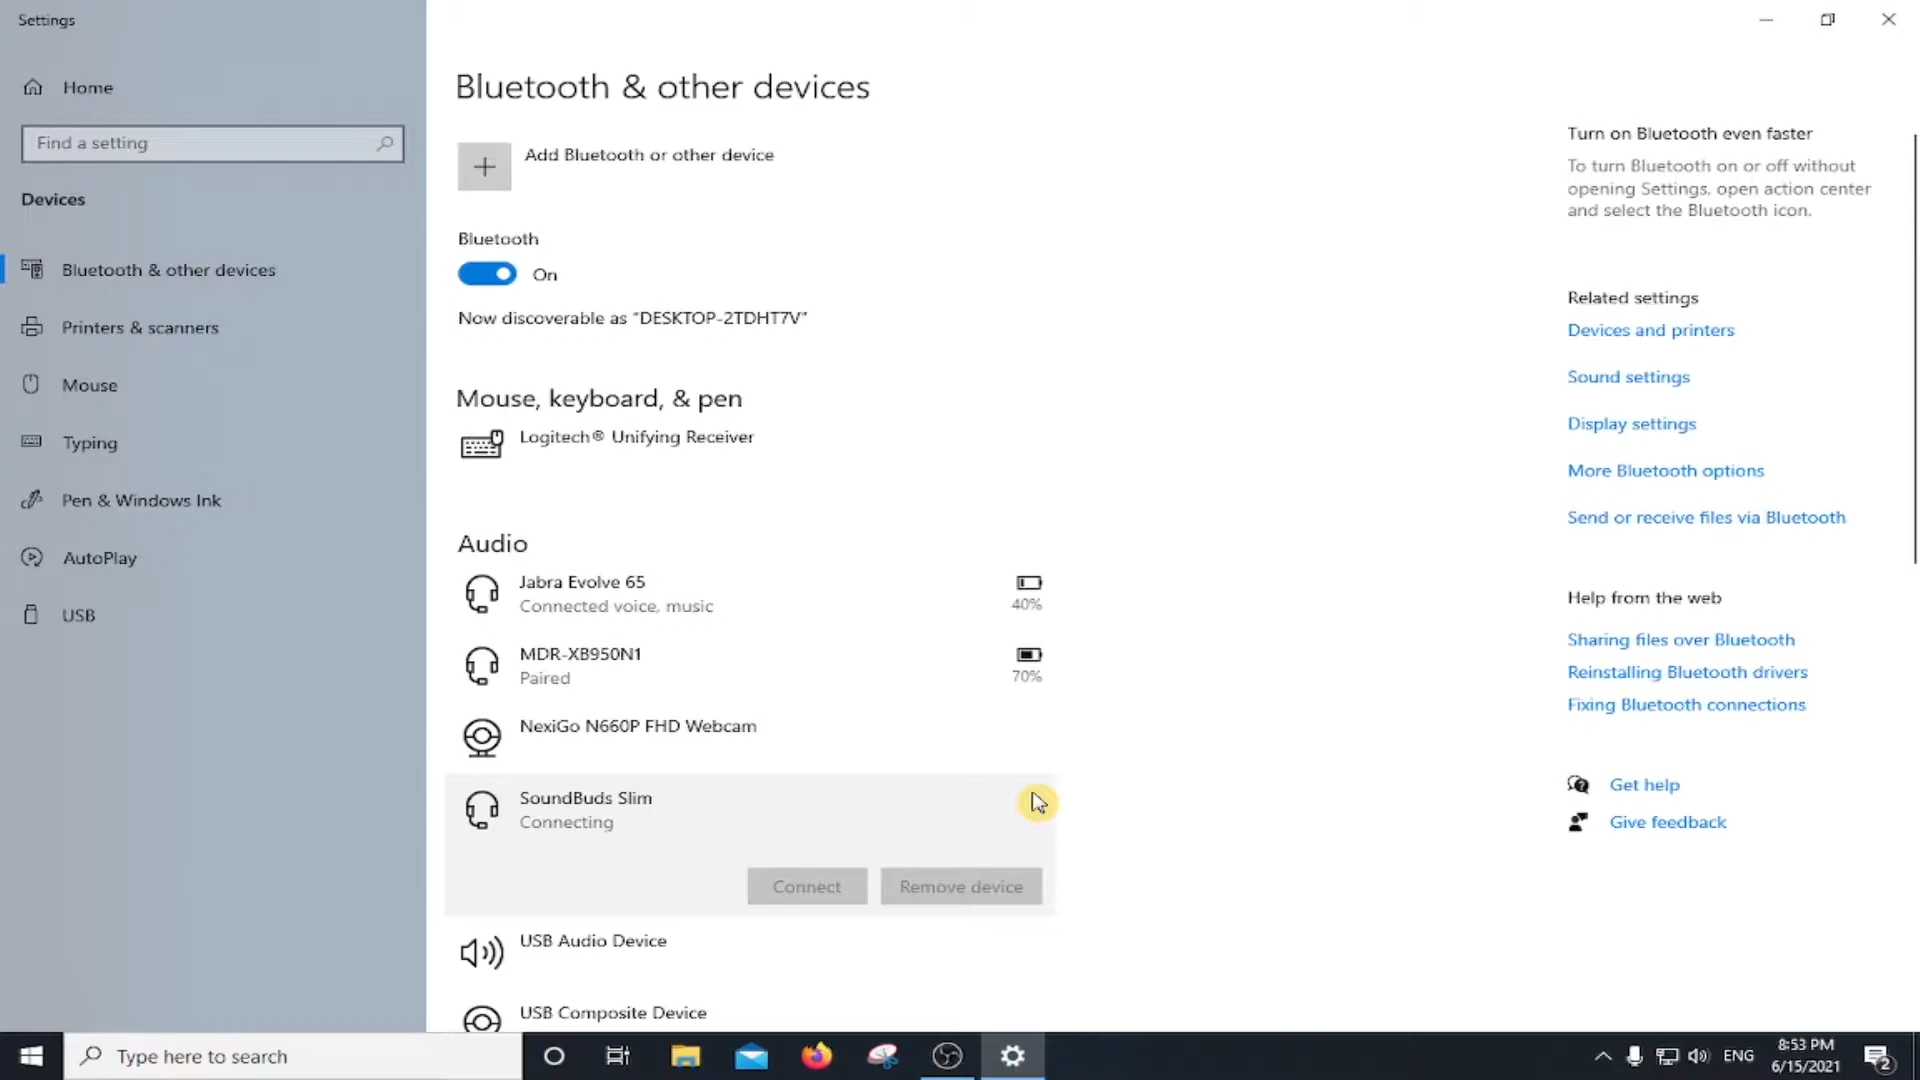 Settings
Home
Find a setting
Devices
Bluetooth & other devices
Printers & scanners
Mouse
Typing
Pen & Windows Ink
AutoPlay
USB
Bluetooth & other devices
Add Bluetooth or other device
Bluetooth
On
Now discoverable as "DESKTOP-2TDHT7V"
Mouse, keyboard, & pen
Logitech® Unifying Receiver
Audio
Jabra Evolve 65
Connected voice, music
40%
MDR-XB950N1
Paired
70%
NexiGo N660P FHD Webcam
SoundBuds Slim
Connecting
Connect Remove device
USB Audio Device
USB Composite Device
Turn on Bluetooth even faster
To turn Bluetooth on or off without
opening Settings, open action center
and select the Bluetooth icon.
Related settings
Devices and printers
Sound settings
Display settings
More Bluetooth options
Send or receive files via Bluetooth
Help from the web
Sharing files over Bluetooth
Reinstalling Bluetooth drivers
Fixing Bluetooth connections
Get help
Give feedback
Type here to search
ENG
8:53 PM
6/15/2021
2